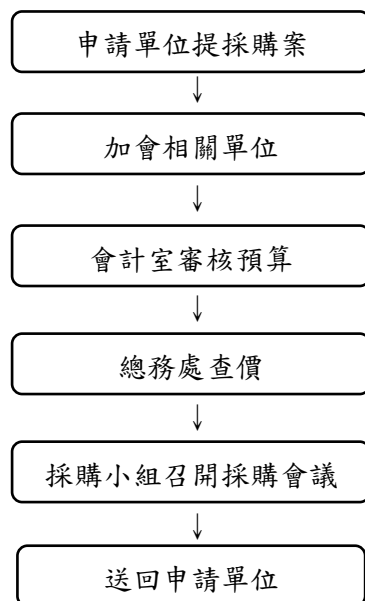 申請單位提採購案
↓
加會相關單位
↓
會計室審核預算
↓
總務處查價
↓
採購小組召開採購會議
↓
送回申請單位